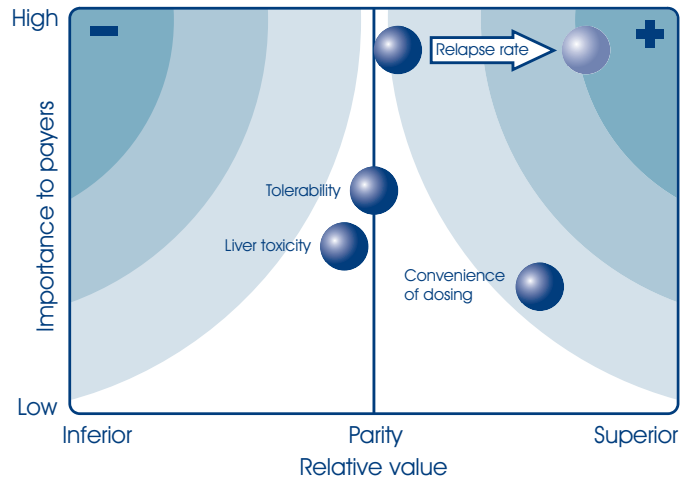 High
Importance to payers
Low
Relapse rate
Tolerability
Liver toxicity
Convenience
of dosing
Inferior
Parity
Superior
Relative value